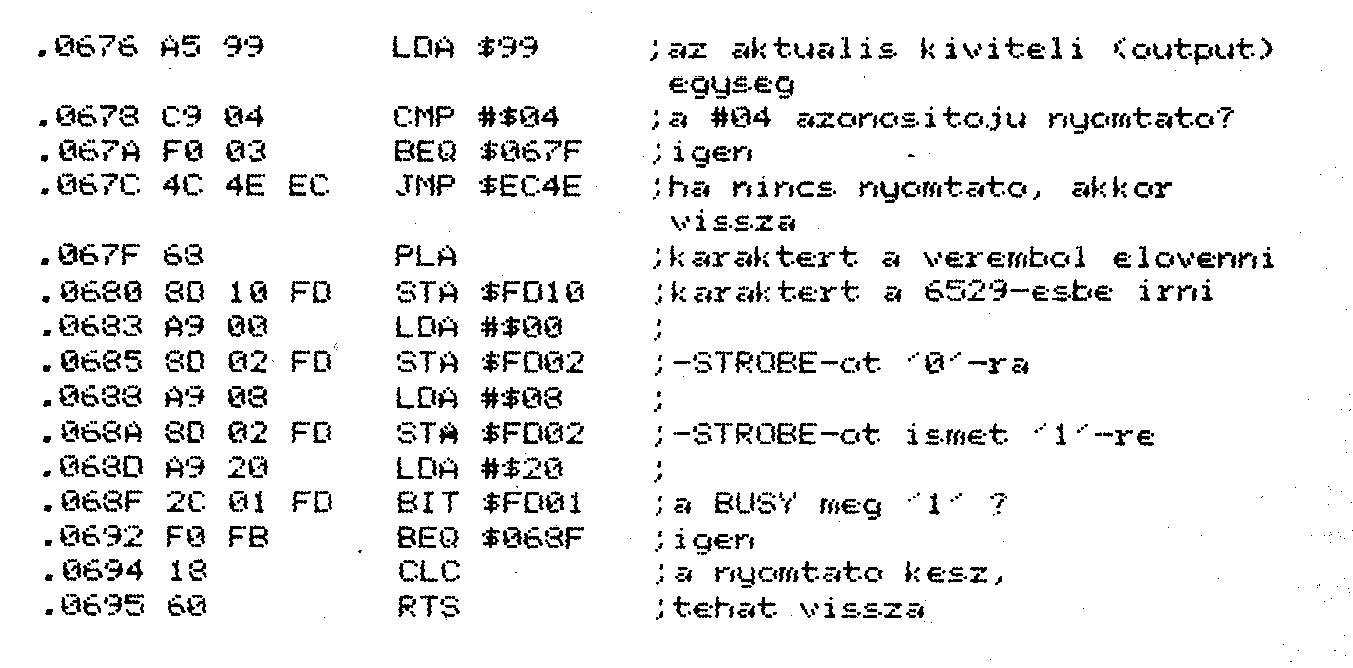 .0676 A5 99 LDA $99 ;az aktualis kiviteli (output)
egyseg
.0678 C9 04 CMP #$04 ;a #04 azonositoju nyomtato?
.067A F0 03 BEQ $067F ;igen
.067C 4C 4E EC JMP $EC4E ;ha nincs nyomtato, akkor
vissza
.067F 68 PLA ;karaktert a verembol elovenni
.0680 8D 10 FD STA $FD10 ;karaktert a 6529-esbe irni
.0683 A9 00 LDA #$00 ;
.0685 8D 02 FD STA $FD02 ;-STROBE-ot '0'-ra
.0688 A9 08 LDA #$08 ;
.068A 8D 02 FD STA $FD02 ;-STROBE-ot ismet '1'-re
.068D A9 20 LDA #$20 ;
.068F 2C 01 FD BIT $FD01 ;a BUSY meg '1' ?
.0692 F0 FB BEQ $068F ;igen
.0694 18 CLC ;a nyomtato kesz,
.0695 60 RTS ;tehat vissza